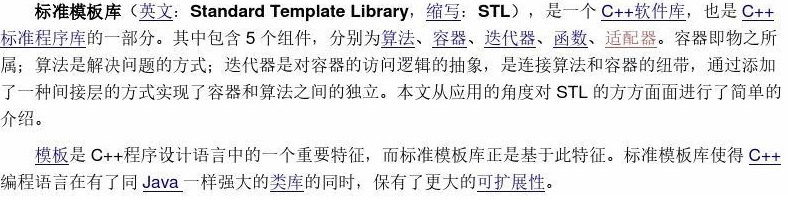 标准模板库（英文：Standard Template Library，缩写：STL），是一个 C++软件库，也是 C++
标准程序库的一部分。其中包含 5 个组件，分别为算法、容器、迭代器、函数、适配器。容器即物之所
属；算法是解决问题的方式；迭代器是对容器的访问逻辑的抽象，是连接算法和容器的纽带，通过添加
了一种间接层的方式实现了容器和算法之间的独立。本文从应用的角度对 STL 的方方面面进行了简单的
介绍。
模板是 C++程序设计语言中的一个重要特征，而标准模板库正是基于此特征。标准模板库使得 C++
编程语言在有了同 Java 一样强大的类库的同时，保有了更大的可扩展性。